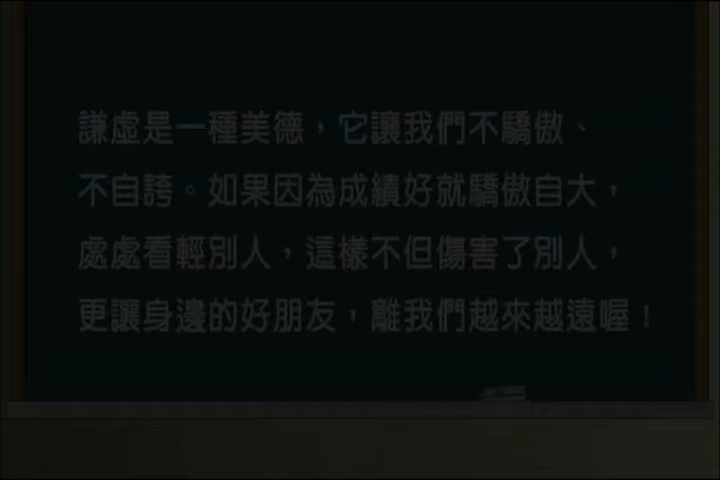 謙虛是一種美德，它讓我們不驕傲、
不自誇。如果因為成績好就驕傲自大，
處處看輕別人，這樣不但傷害了別人，
更讓身邊的好朋友，離我們越來越遠喔！